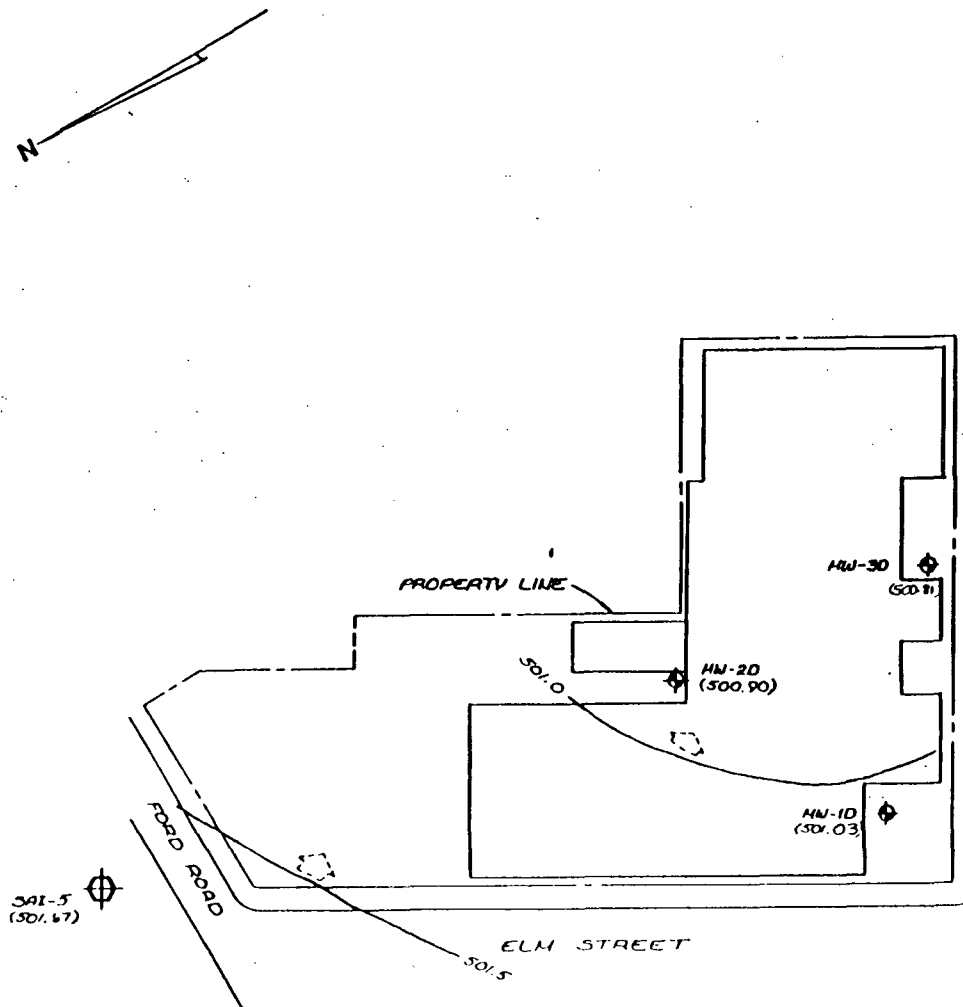 N
PROPERTY LINE
MW-3D
(500.81)
501.0
MW-2D
(500.90)
MW-1D
(501.03)
FORD ROAD
SAI-5
(501.67)
ELM STREET
501.5